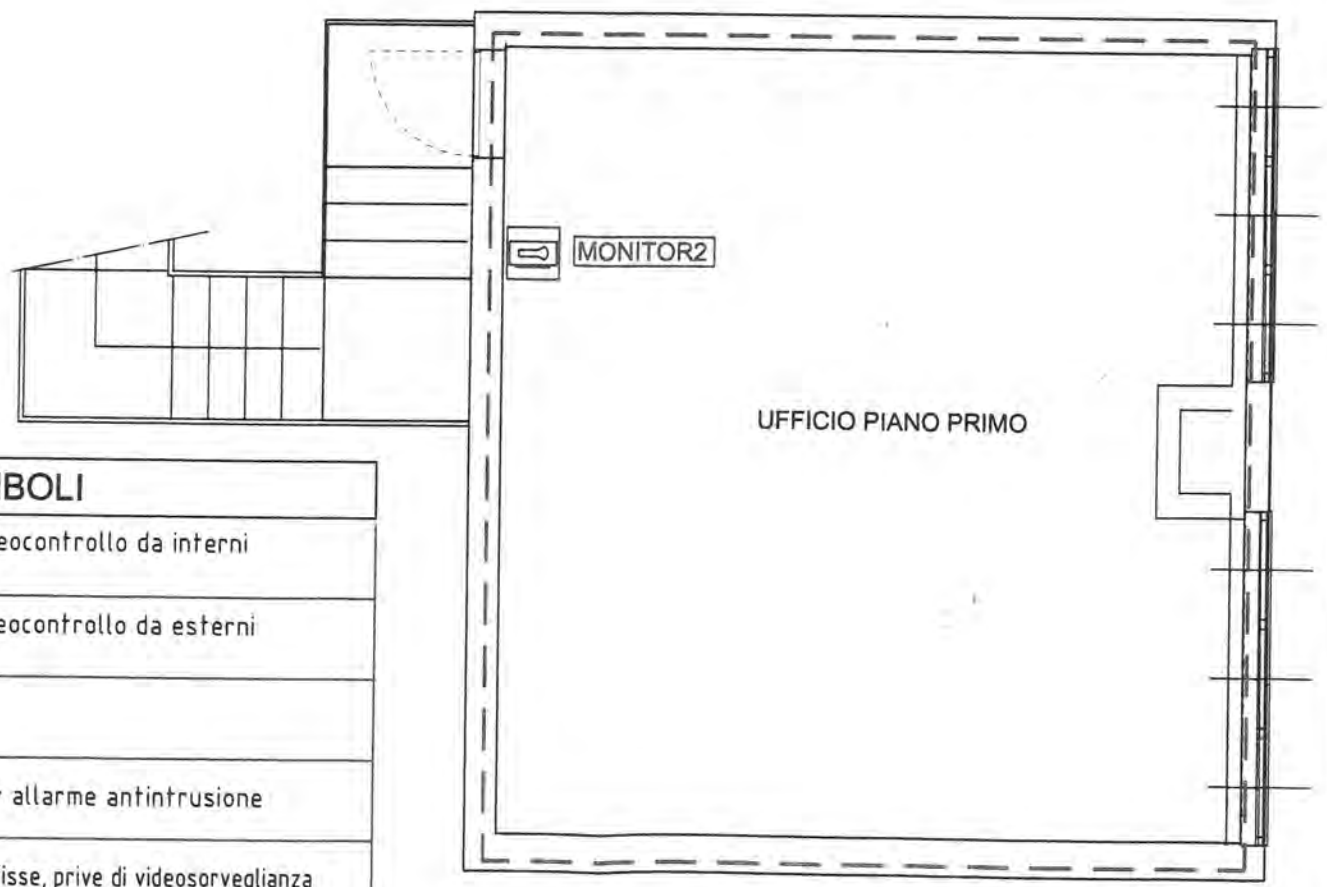 MONITOR2
UFFICIO PIANO PRIMO
BOLI
eocontrollo da interni
eocontrollo da esterni
allarme antintrusione
isse, prive di videosorveglianza